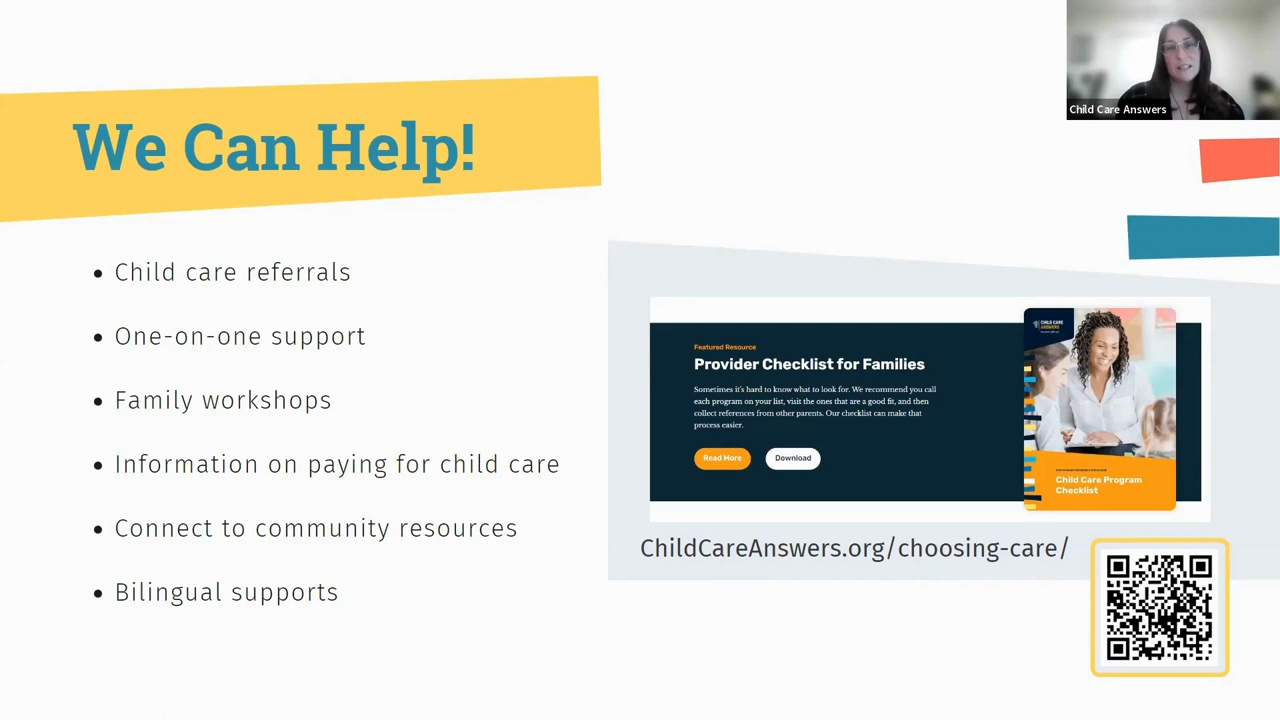 Child Care Answers
We Can Help!
Child care referrals
One-on-one support
Family workshops
Information on paying for child care
Connect to community resources
Bilingual supports
Featured Resource
Provider Checklist for Families
Sometimes it's hard to know what to look for. We recommend you call
each program on your list, visit the ones that are a good fit, and then
collect references from other parents. Our checklist can make that
process easier.
Read More
Download
CHILD CARE
ANSWERS
Child Care Program
Checklist
ChildCareAnswers.org/choosing-care/